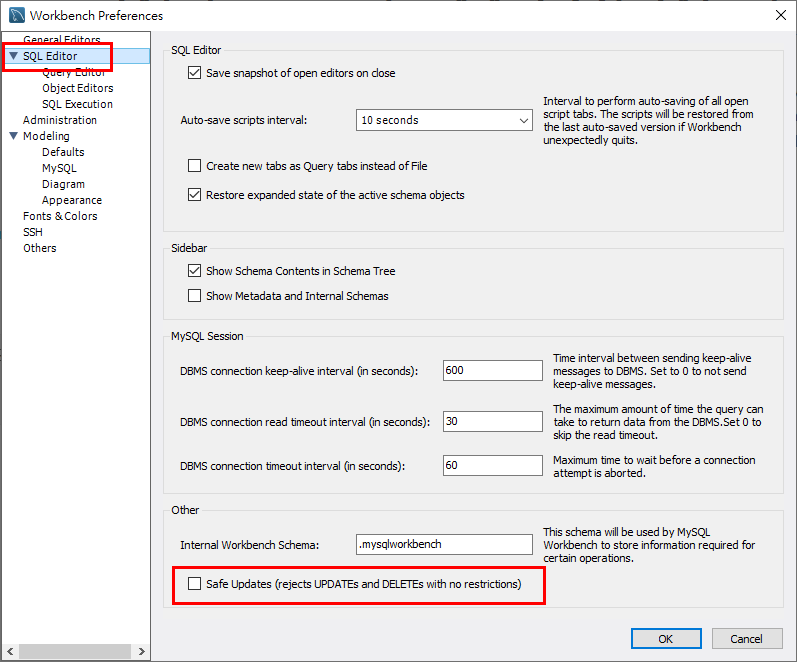 Workbench Preferences
General Editors
SQL Editor
Query Editor
Object Editors
SQL Execution
Administration
Modeling
Defaults
MySQL
Diagram
Appearance
Fonts & Colors
SSH
Others
SQL Editor
Save snapshot of open editors on close
Auto-save scripts interval:
10 seconds
Interval to perform auto-saving of all open
script tabs. The scripts will be restored from
the last auto-saved version if Workbench
unexpectedly quits.
Create new tabs as Query tabs instead of File
Restore expanded state of the active schema objects
Sidebar
Show Schema Contents in Schema Tree
Show Metadata and Internal Schemas
MySQL Session
DBMS connection keep-alive interval (in seconds):
600
Time interval between sending keep-alive
messages to DBMS. Set to 0 to not send
keep-alive messages.
DBMS connection read timeout interval (in seconds):
30
The maximum amount of time the query can
take to return data from the DBMS.Set 0 to
skip the read timeout.
DBMS connection timeout interval (in seconds):
60
Maximum time to wait before a connection
attempt is aborted.
Other
Internal Workbench Schema:
.mysqlworkbench
This schema will be used by MySQL
Workbench to store information required for
certain operations.
Safe Updates (rejects UPDATEs and DELETEs with no restrictions)
OK
Cancel